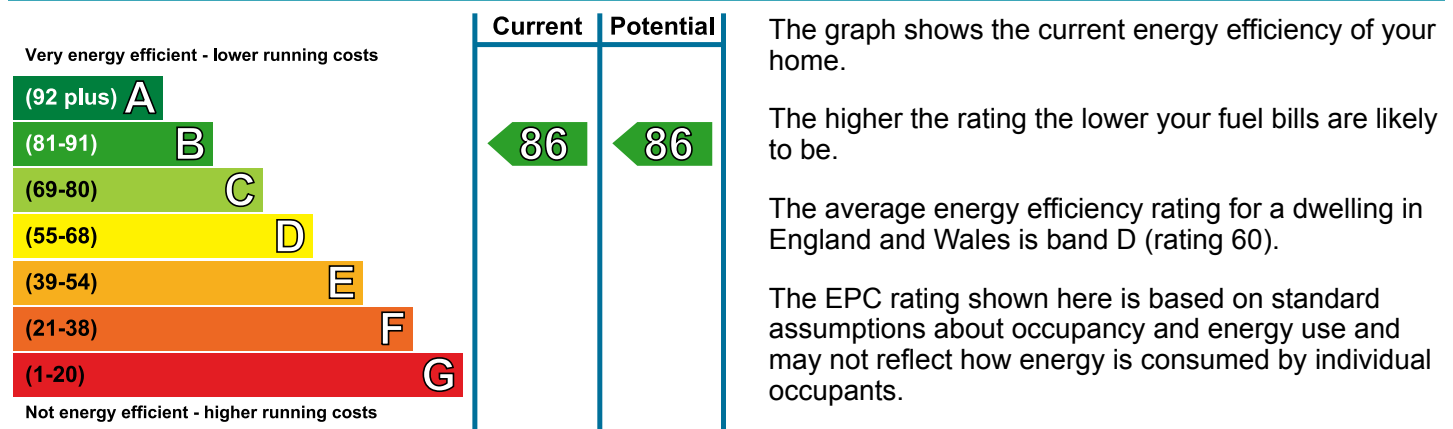 Current Potential
Very energy efficient - lower running costs
(92 plus) A
(81-91) B
86 86
(69-80) C
(55-68) D
(39-54) E
(21-38) F
(1-20) G
Not energy efficient - higher running costs
The graph shows the current energy efficiency of your
home.
The higher the rating the lower your fuel bills are likely
to be.
The average energy efficiency rating for a dwelling in
England and Wales is band D (rating 60).
The EPC rating shown here is based on standard
assumptions about occupancy and energy use and
may not reflect how energy is consumed by individual
occupants.